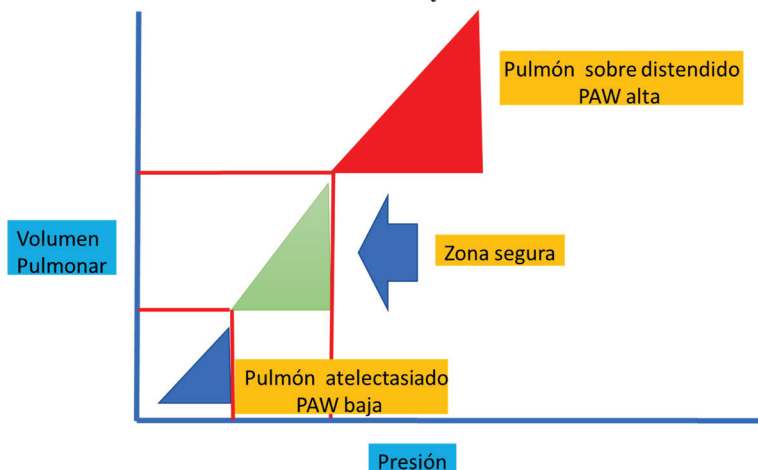 Pulmón sobre distendido
PAW alta
Volumen
Pulmonar
Zona segura
Pulmón atelectasiado
PAW baja
Presión